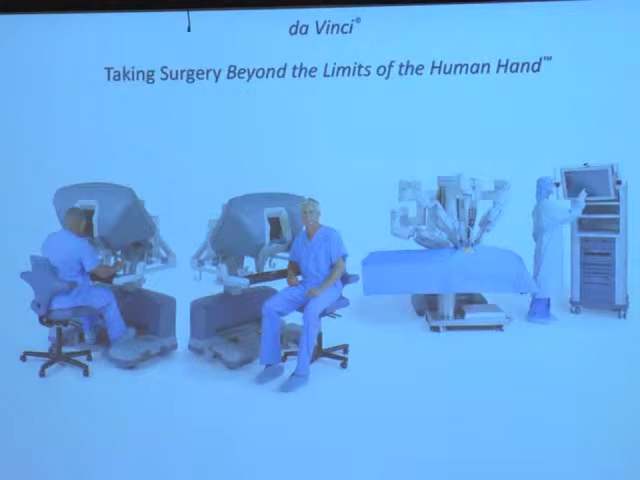 da Vinci®
Taking Surgery Beyond the Limits of the Human Hand™